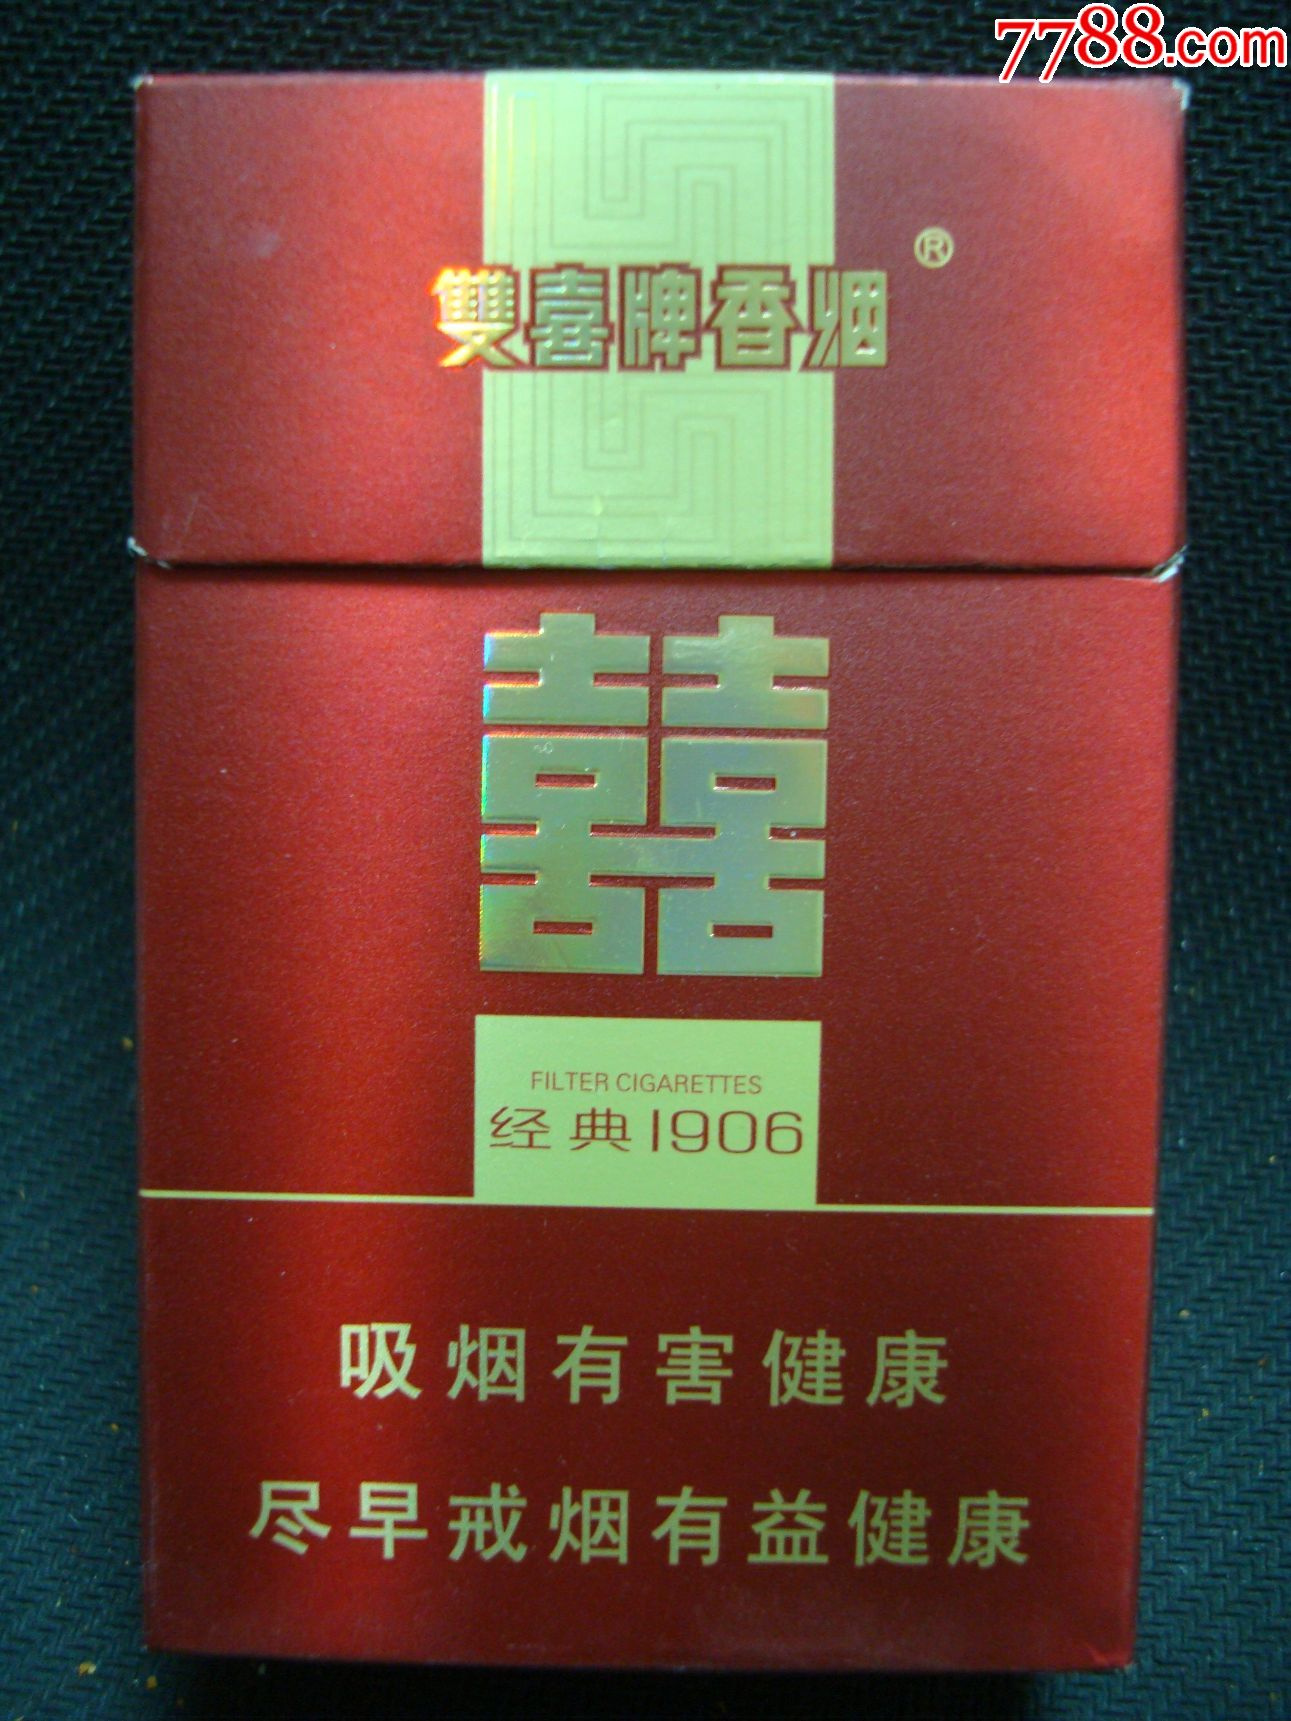 7788.com
雙喜牌香烟®
囍
FILTER CIGARETTES
经典1906
吸烟有害健康
尽早戒烟有益健康